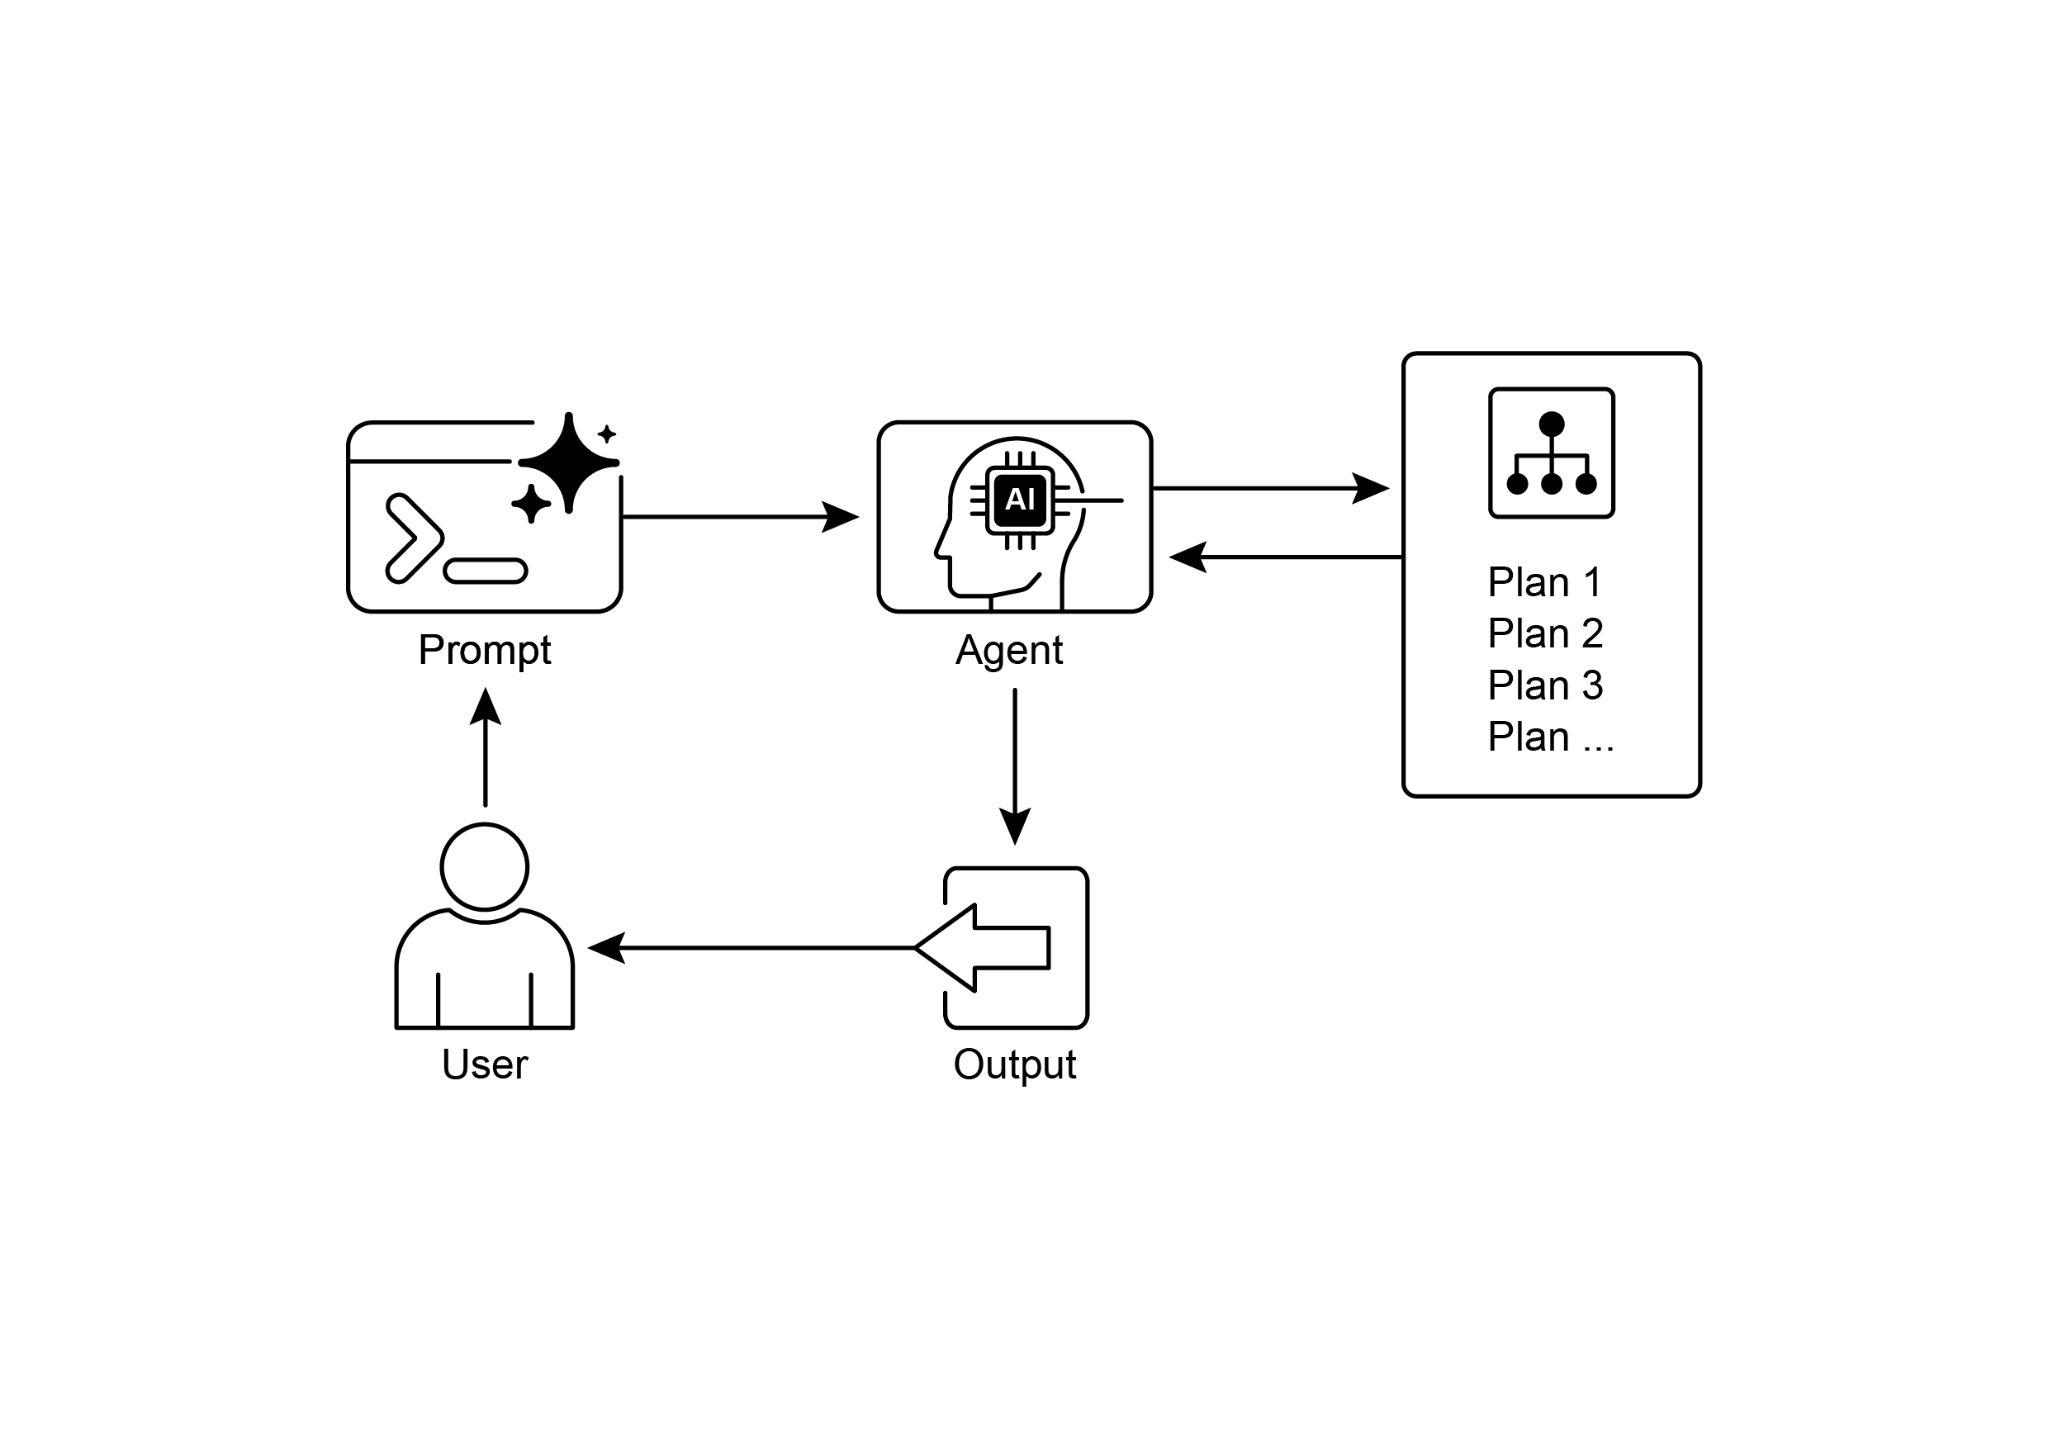 AI
Prompt
Agent
Plan 1
Plan 2
Plan 3
Plan ...
User
Output